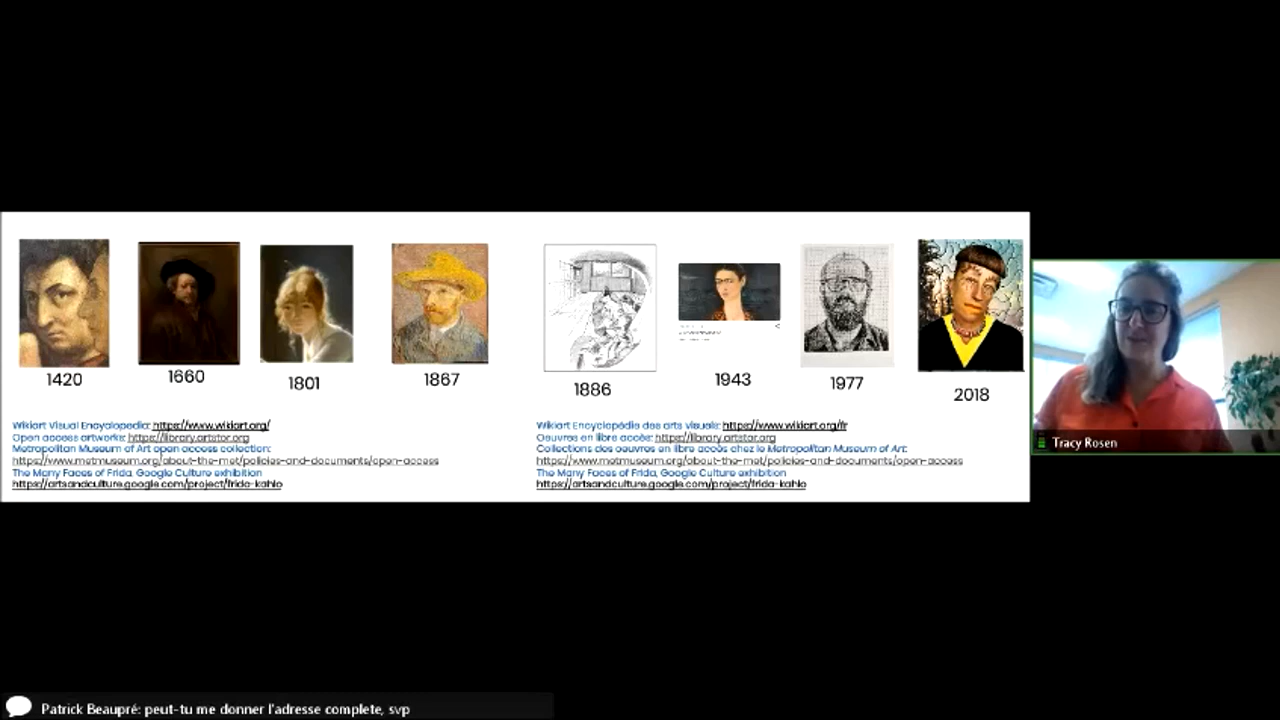 1420
1660
1801
1867
1886
1943
1977
2018
Wikiart Visual Encyclopedia: https://www.wikiart.org/
Open access artworks: https://library.artstor.org
Metropolitan Museum of Art open access collection:
https://www.metmuseum.org/about-the-met/policies-and-documents/open-access
The Many Faces of Frida, Google Culture exhibition
https://artsandculture.google.com/project/frida-kahlo
Wikiart Encyclopédie des arts visuels: https://www.wikiart.org/fr
Oeuvres en libre accès: https://library.artstor.org
Collections des oeuvres en libre accès chez le Metropolitan Museum of Art:
https://www.metmuseum.org/about-the-met/policies-and-documents/open-access
The Many Faces of Frida, Google Culture exhibition
https://artsandculture.google.com/project/frida-kahlo
Tracy Rosen
Patrick Beaupré: peut-tu me donner l'adresse complete, svp